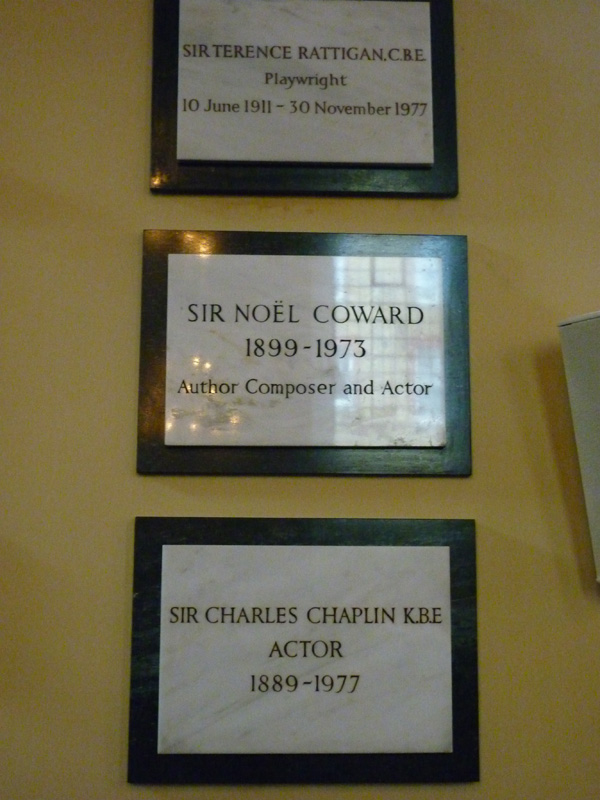 SIR TERENCE RATTIGAN, C.B.E.
Playwright
10 June 1911 - 30 November 1977
SIR NOËL COWARD
1899-1973
Author Composer and Actor
SIR CHARLES CHAPLIN K.B.E
ACTOR
1889-1977